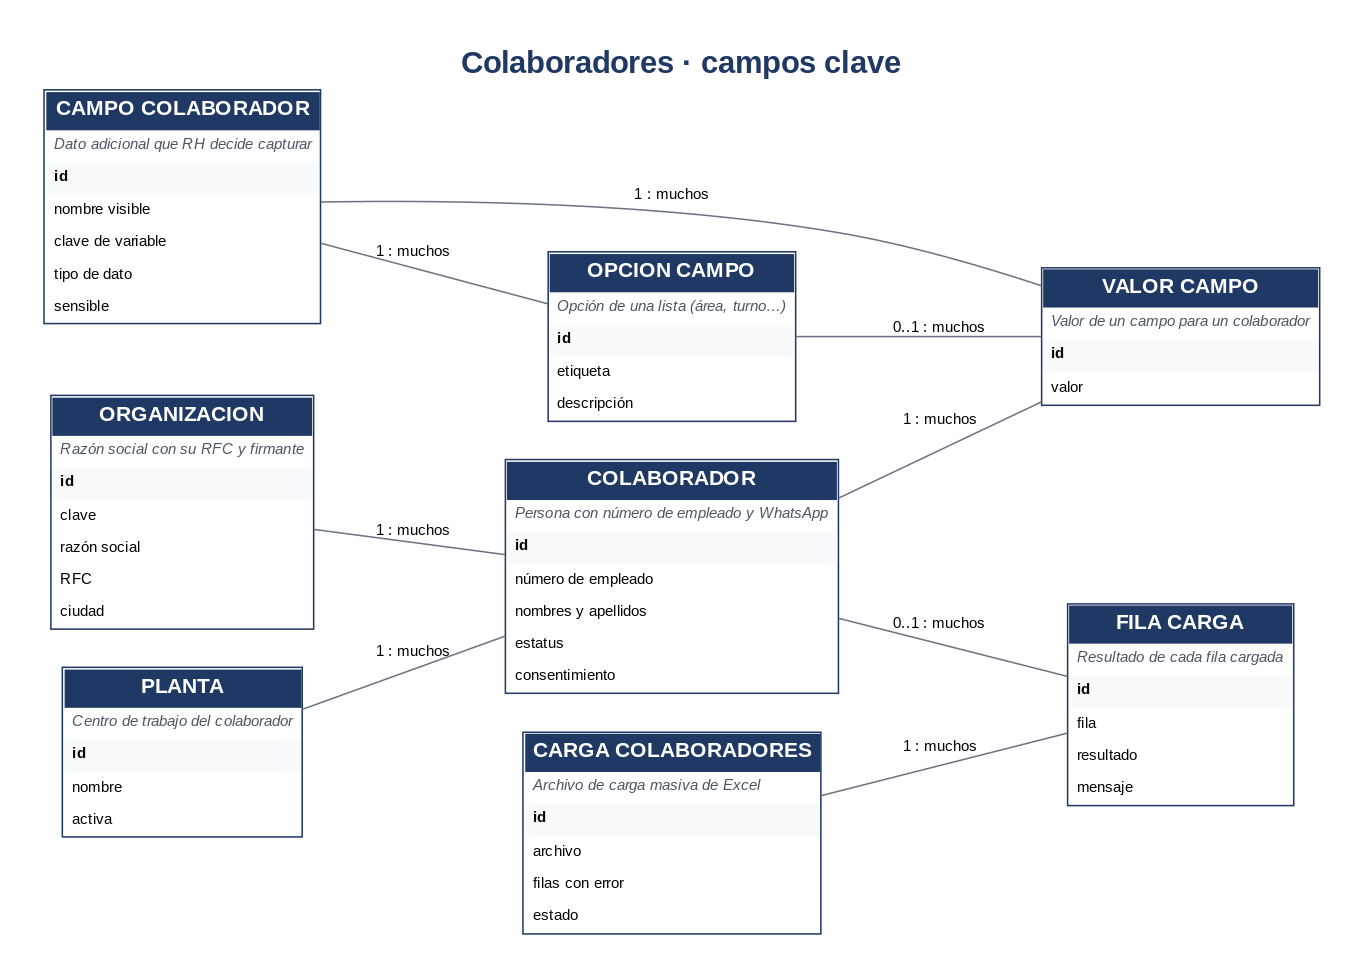 Colaboradores · campos clave
CAMPO COLABORADOR
Dato adicional que RH decide capturar
id
nombre visible
clave de variable
tipo de dato
sensible
1 : muchos
1 : muchos
OPCION CAMPO
Opción de una lista (área, turno…)
id
etiqueta
descripción
0..1 : muchos
VALOR CAMPO
Valor de un campo para un colaborador
id
valor
1 : muchos
ORGANIZACION
Razón social con su RFC y firmante
id
clave
razón social
RFC
ciudad
1 : muchos
COLABORADOR
Persona con número de empleado y WhatsApp
id
número de empleado
nombres y apellidos
estatus
consentimiento
0..1 : muchos
FILA CARGA
Resultado de cada fila cargada
id
fila
resultado
mensaje
1 : muchos
PLANTA
Centro de trabajo del colaborador
id
nombre
activa
CARGA COLABORADORES
Archivo de carga masiva de Excel
id
archivo
filas con error
estado
1 : muchos